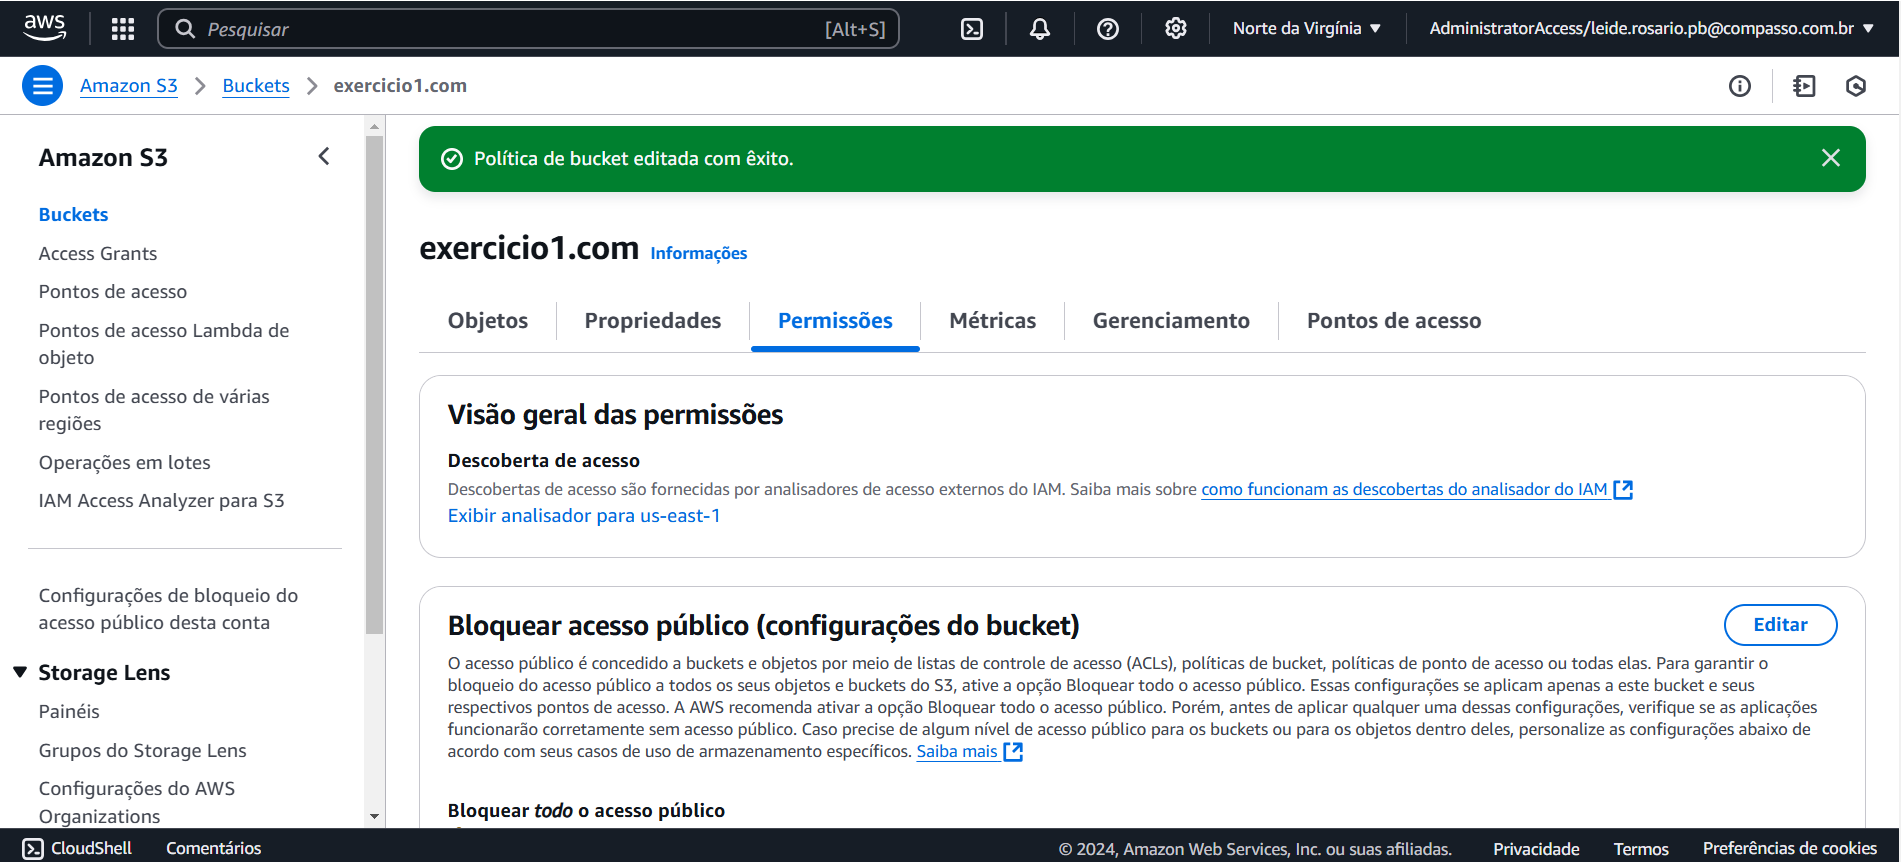 aws
Pesquisar
[Alt+S]
Norte da Virgínia
AdministratorAccess/leide.rosario.pb@compasso.com.br
Amazon S3
Buckets
exercicio1.com
Amazon S3
Buckets
Access Grants
Pontos de acesso
Pontos de acesso Lambda de
objeto
Pontos de acesso de várias
regiões
Operações em lotes
IAM Access Analyzer para S3
Configurações de bloqueio do
acesso público desta conta
Storage Lens
Painéis
Grupos do Storage Lens
Configurações do AWS
Organizations
Política de bucket editada com êxito.
exercicio1.com
Informações
Objetos
Propriedades
Permissões
Métricas
Gerenciamento
Pontos de acesso
Visão geral das permissões
Descoberta de acesso
Descobertas de acesso são fornecidas por analisadores de acesso externos do IAM. Saiba mais sobre como funcionam as descobertas do analisador do IAM
Exibir analisador para us-east-1
Bloquear acesso público (configurações do bucket)
Editar
O acesso público é concedido a buckets e objetos por meio de listas de controle de acesso (ACLs), políticas de bucket, políticas de ponto de acesso ou todas elas. Para garantir o
bloqueio do acesso público a todos os seus objetos e buckets do S3, ative a opção Bloquear todo o acesso público. Essas configurações se aplicam apenas a este bucket e seus
respectivos pontos de acesso. A AWS recomenda ativar a opção Bloquear todo o acesso público. Porém, antes de aplicar qualquer uma dessas configurações, verifique se as aplicações
funcionarão corretamente sem acesso público. Caso precise de algum nível de acesso público para os buckets ou para os objetos dentro deles, personalize as configurações abaixo de
acordo com seus casos de uso de armazenamento específicos. Saiba mais
Bloquear todo o acesso público
CloudShell
Comentários
© 2024, Amazon Web Services, Inc. ou suas afiliadas.
Privacidade
Termos
Preferências de cookies